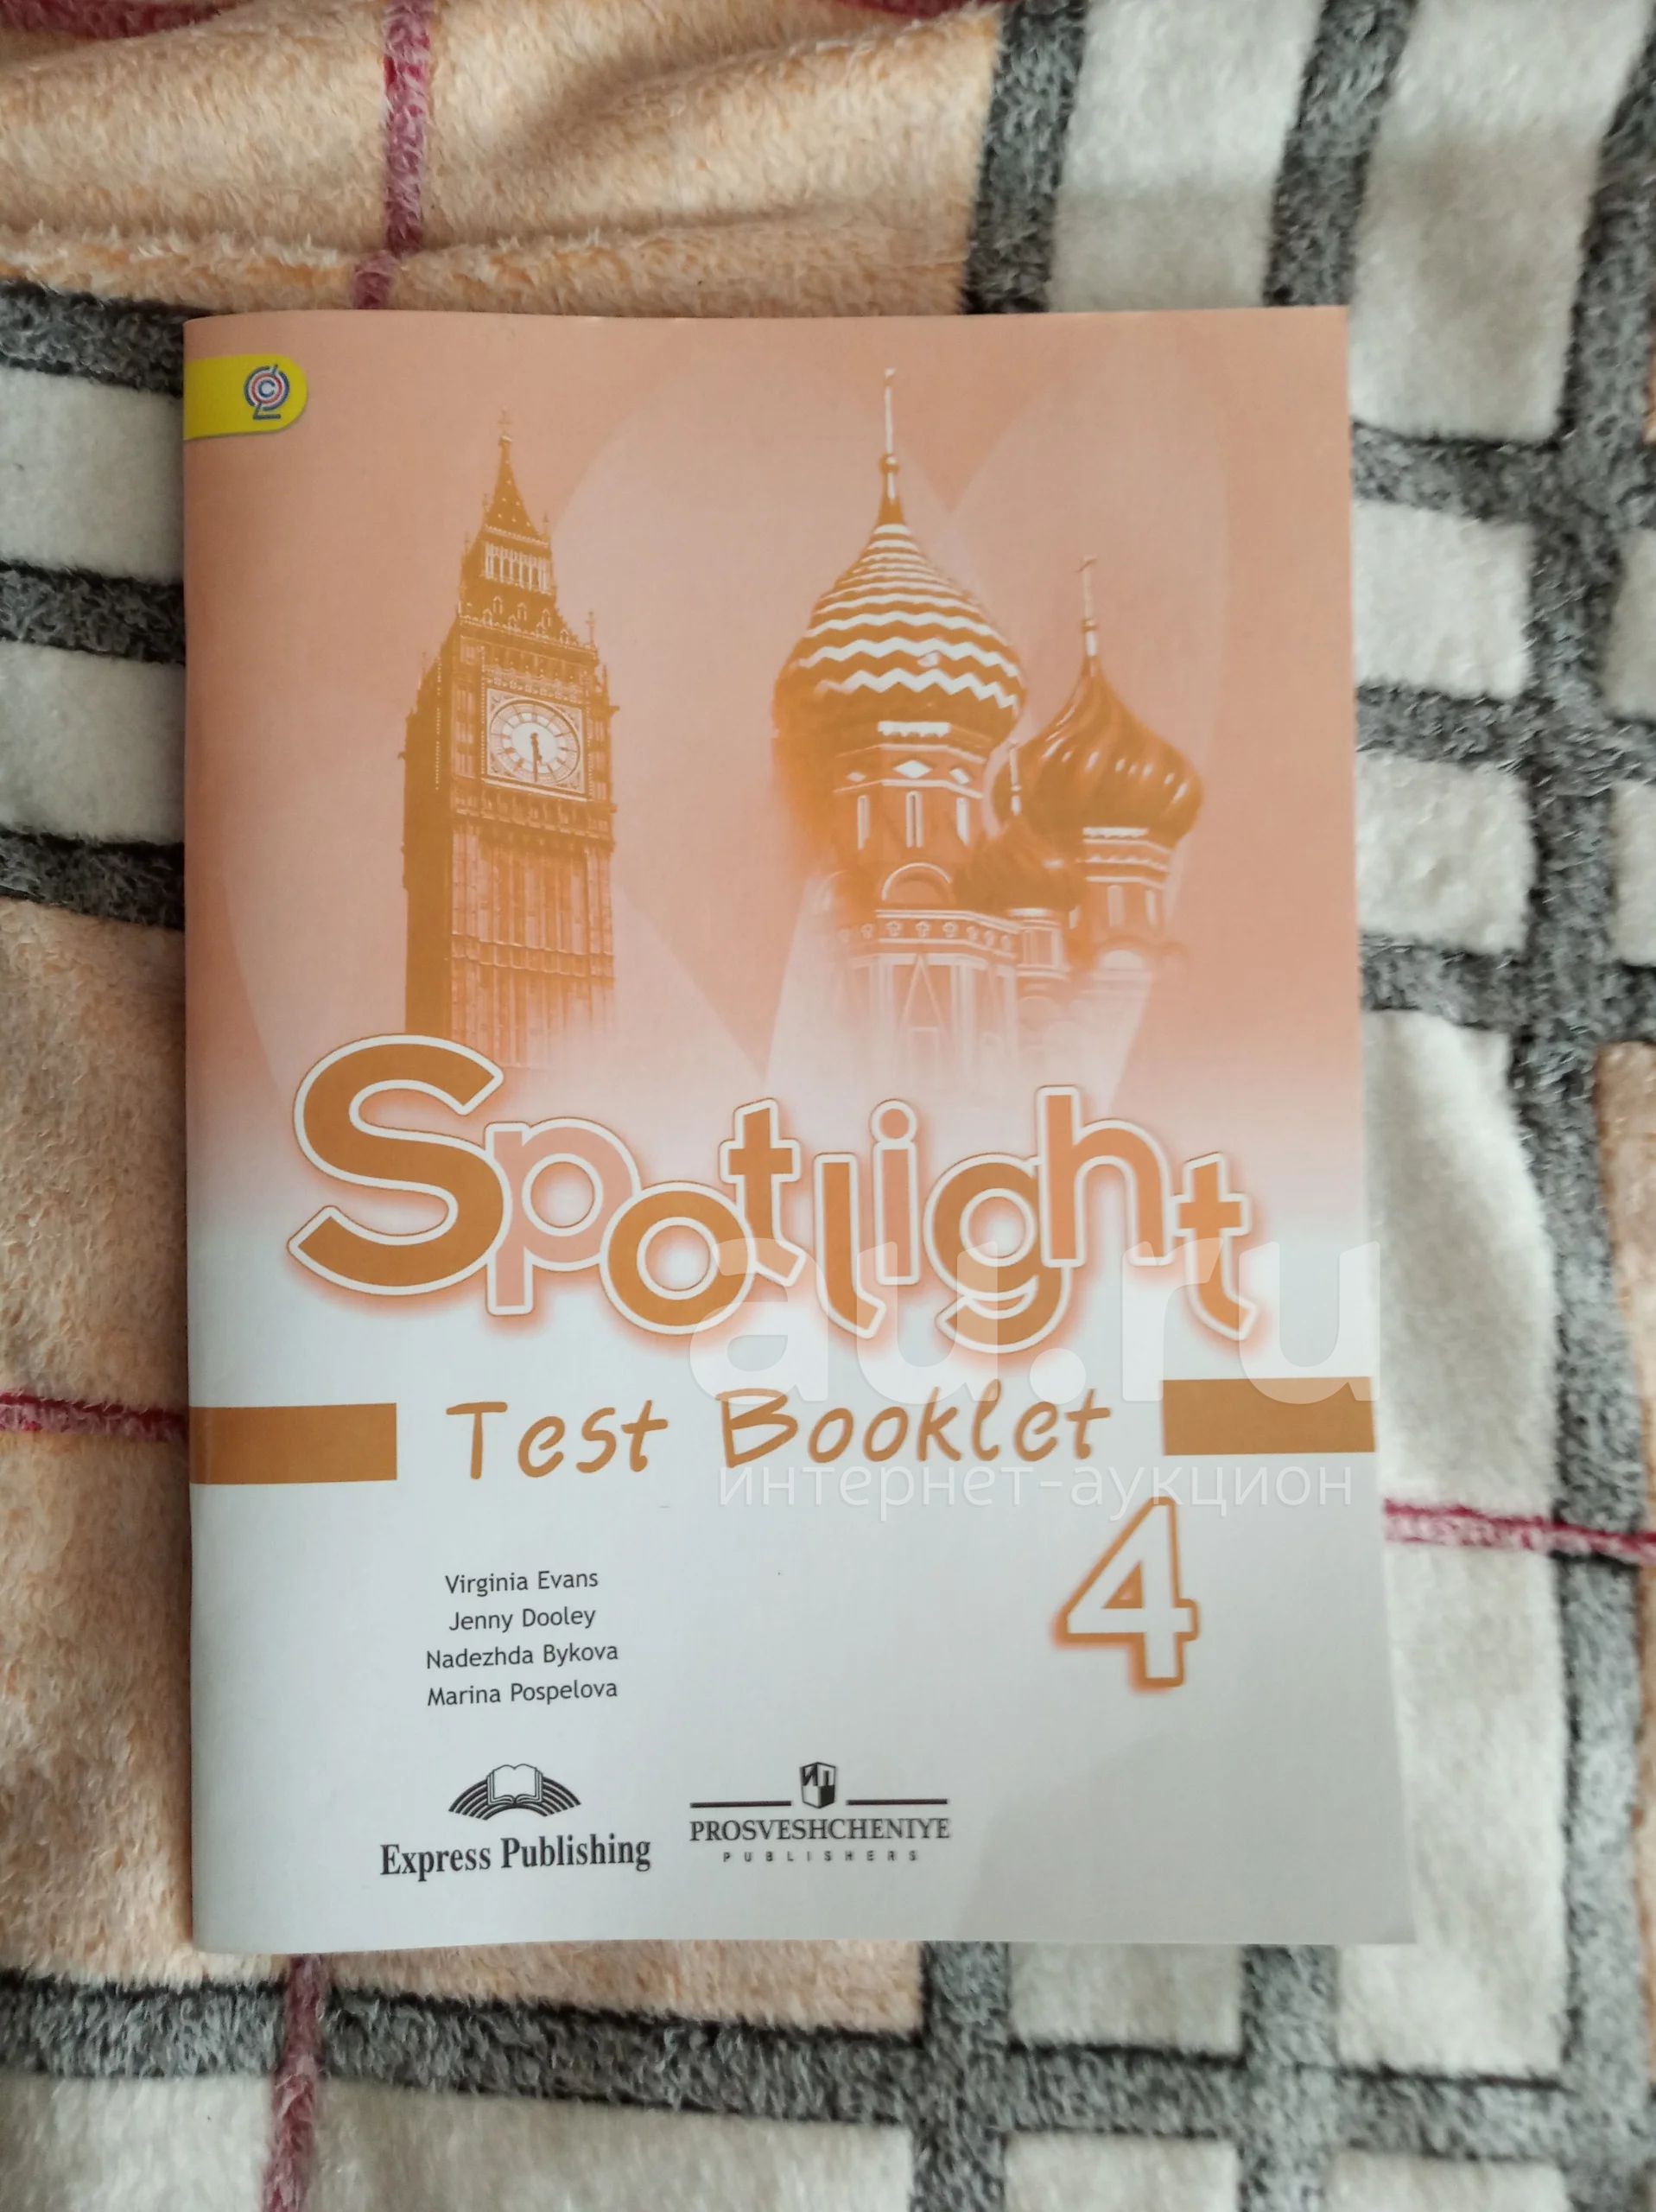 Spotlight
Test Booklet
4
Virginia Evans
Jenny Dooley
Nadezhda Bykova
Marina Pospelova
Express Publishing
ИП
PROSVESHCHENIYE
PUBLISHERS
au.ru
интернет-аукцион